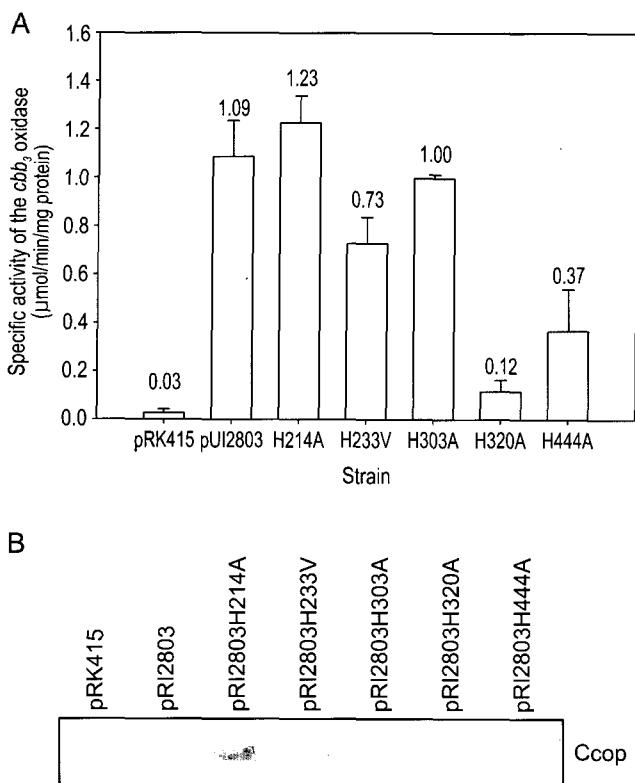 A
Specific activity of the cbb3 oxidase
(μmol/min/mg protein)
1.6
1.4
1.2
1.0
0.8
0.6
0.4
0.2
0.0
0.03
1.09
1.23
0.73
1.00
0.12
0.37
pRK415 pUI2803 H214A H233V H303A H320A H444A
Strain
B
pRK415
pRI2803
pRI2803H214A
pRI2803H233V
pRI2803H303A
pRI2803H320A
pRI2803H444A
Ccop